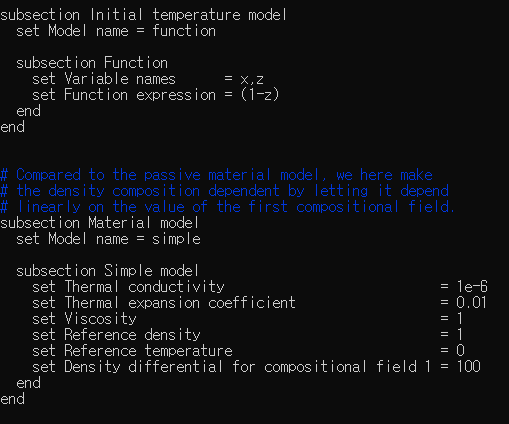 subsection Initial temperature model
  set Model name = function

  subsection Function
    set Variable names      = x,z
    set Function expression = (1-z)
  end
end


# Compared to the passive material model, we here make
# the density composition dependent by letting it depend
# linearly on the value of the first compositional field.
subsection Material model
  set Model name = simple

  subsection Simple model
    set Thermal conductivity                           = 1e-6
    set Thermal expansion coefficient                  = 0.01
    set Viscosity                                      = 1
    set Reference density                              = 1
    set Reference temperature                          = 0
    set Density differential for compositional field 1 = 100
  end
end